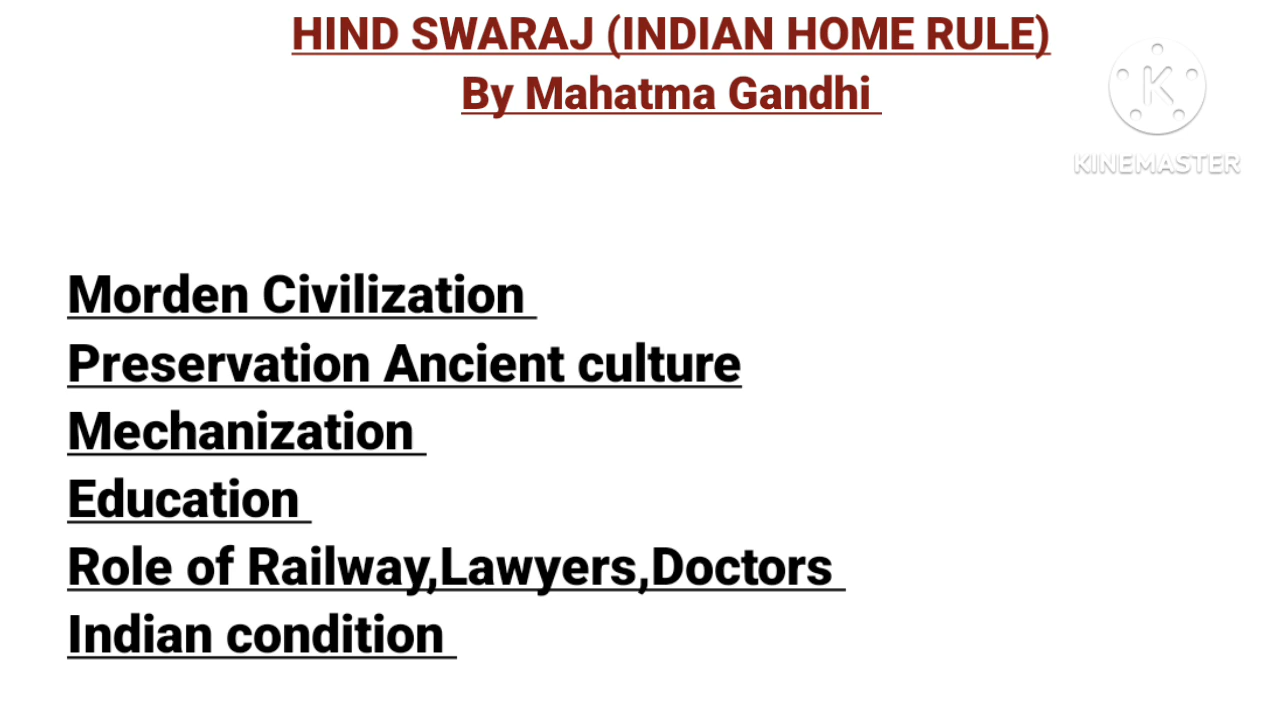 HIND SWARAJ (INDIAN HOME RULE)
By Mahatma Gandhi
K
KINEMASTER
Morden Civilization
Preservation Ancient culture
Mechanization
Education
Role of Railway,Lawyers,Doctors
Indian condition